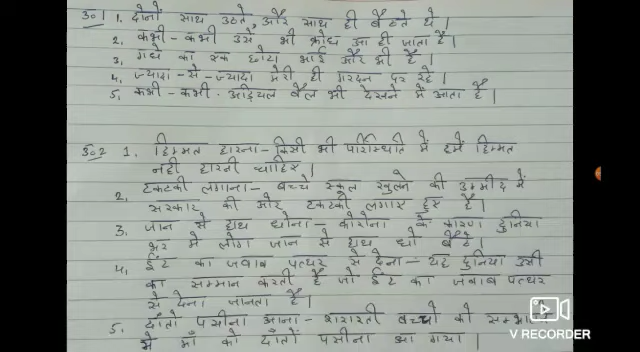 उ०1 1. दोनों साथ उठते, और साथ ही बैठते थे।
2. कभी-कभी उसे भी क्रोध आ ही जाता है।
3. गधे का एक छोटा भाई और भी है।
4. ज्यादा-से-ज्यादा मेरी ही गरदन पर रहे।
5. कभी-कभी अड़ियल बैल भी देखने में आता है।
उ०2 1. हिम्मत हारना-किसी भी परिस्थिति में हमें हिम्मत
नही हारनी चाहिए।
2. टकटकी लगाना- बच्चे स्कूल खुलने की उम्मीद में
सरकार की ओर टकटकी लगाए हुए हैं।
3. जान से हाथ धोना- कोरोना के कारण दुनिया
भर में लोग जान से हाथ धो बैठे।
4. ईंट का जवाब पत्थर से देना-यह दुनिया उसी
का सम्मान करती है जो ईंट का जवाब पत्थर
से देना जानता है।
5. दाँतो पसीना आना- शरारती बच्चो को
मे माँ को दाँतों पसीना आ गया।
V RECORDER